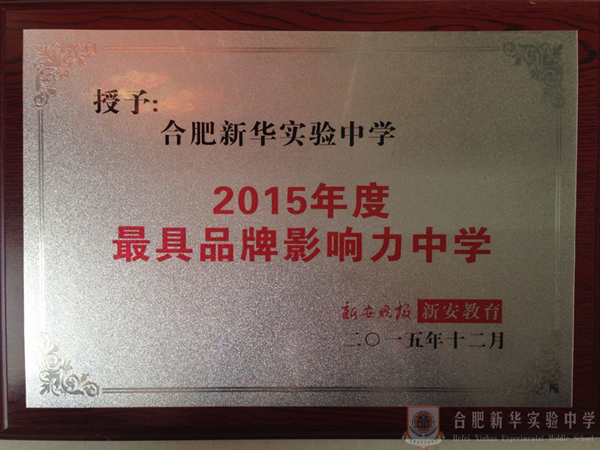 授予:
合肥新华实验中学
2015年度
最具品牌影响力中学
新安晚报 新安教育
二〇一五年十二月
合肥新华实验中学
Hefei Xinhua Experimental Middle School